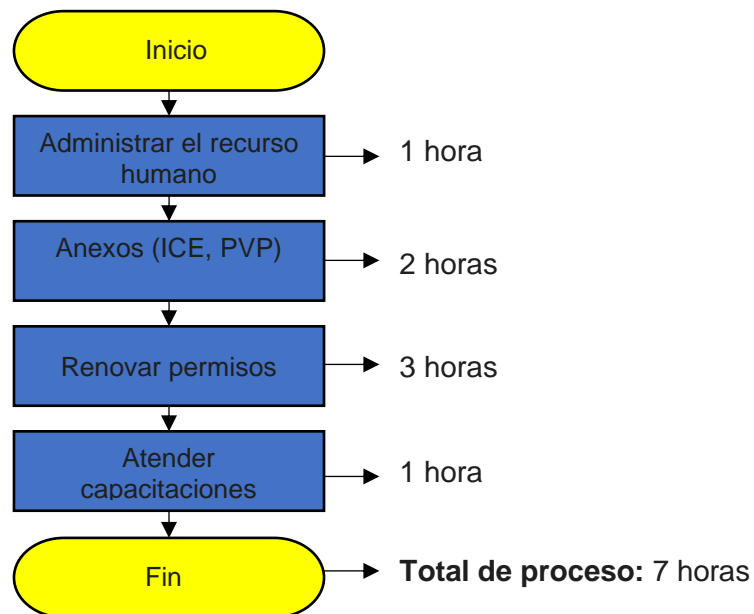 Inicio
Administrar el recurso
humano
1 hora
Anexos (ICE, PVP)
2 horas
Renovar permisos
3 horas
Atender
capacitaciones
1 hora
Fin
Total de proceso: 7 horas